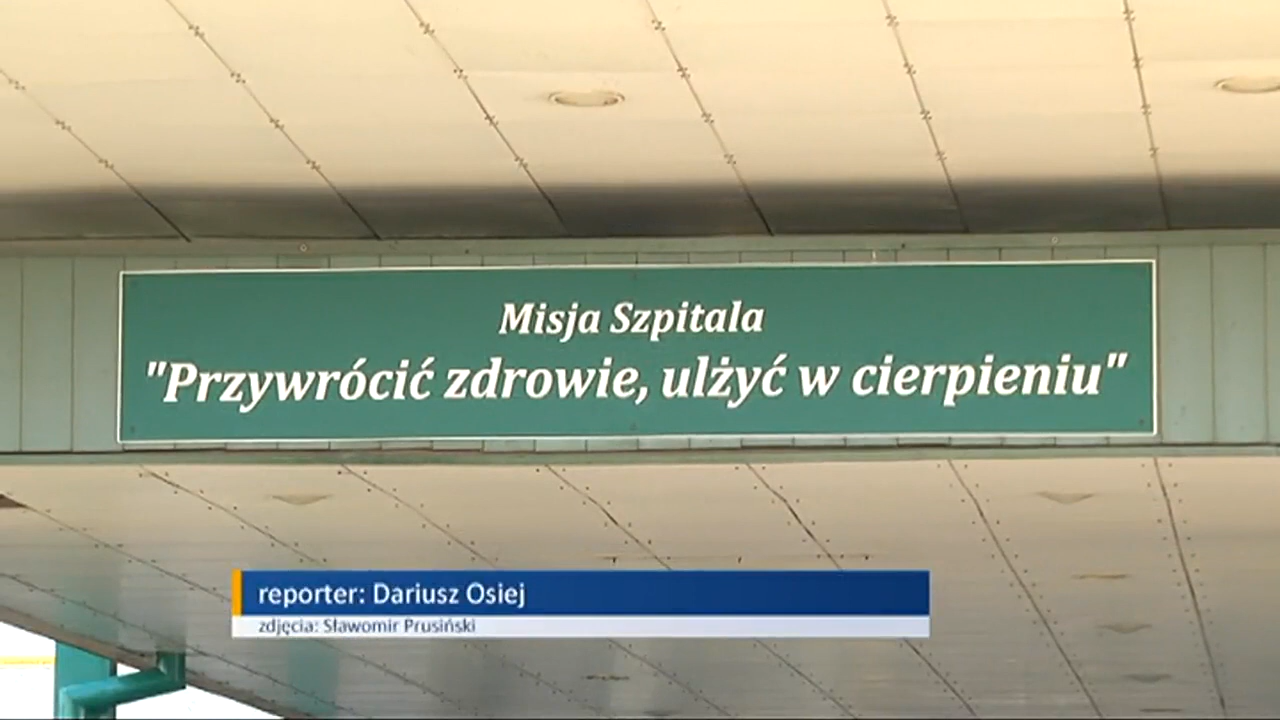 Misja Szpitala
"Przywrócić zdrowie, ulżyć w cierpieniu"
reporter: Dariusz Osiej
zdjęcia: Sławomir Prusiński